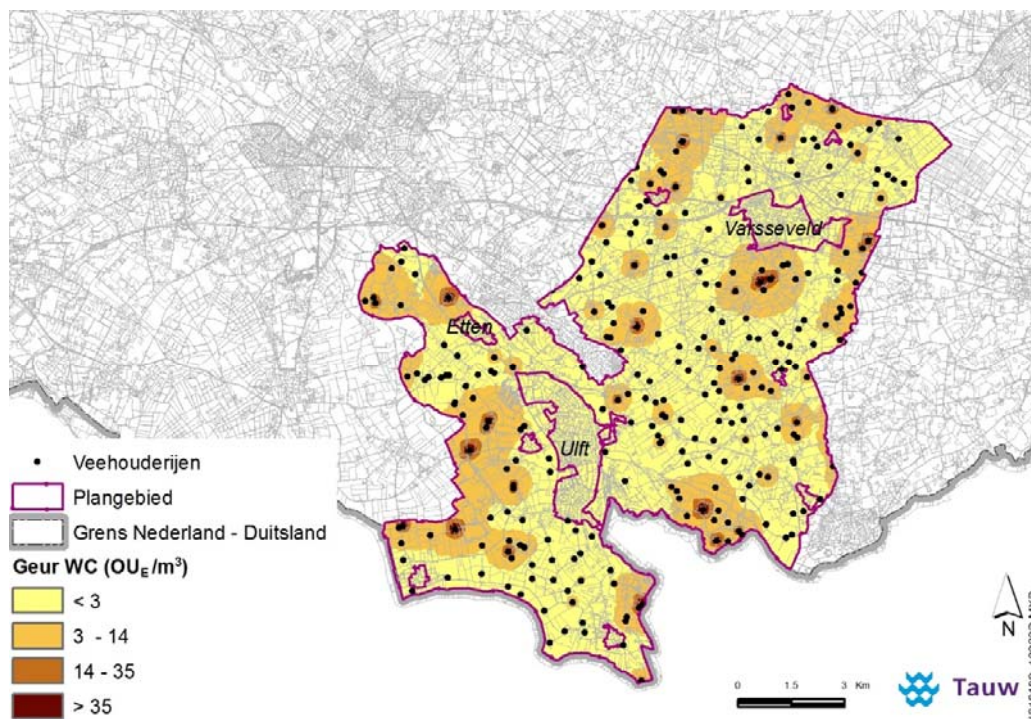 Varsseveld
Etten
Ulft
Veehouderijen
Plangebied
Grens Nederland - Duitsland
Geur WC (OU_E/m³)
< 3
3 - 14
14 - 35
> 35
N
0 1.5 3 Km
Tauw